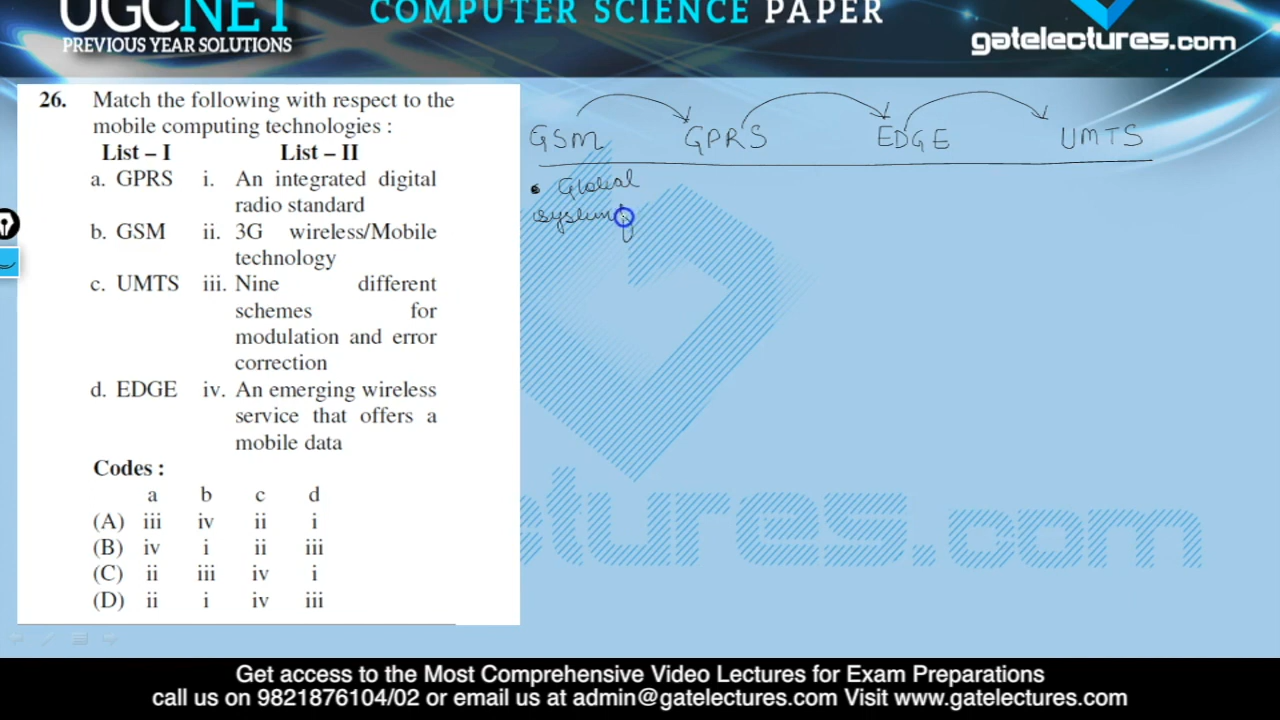 UGCNET
COMPUTER SCIENCE PAPER
PREVIOUS YEAR SOLUTIONS
gatelectures.com
26. Match the following with respect to the
mobile computing technologies :
List – I List – II
a. GPRS i. An integrated digital
radio standard
b. GSM ii. 3G wireless/Mobile
technology
c. UMTS iii. Nine different
schemes for
modulation and error
correction
d. EDGE iv. An emerging wireless
service that offers a
mobile data
Codes :
a b c d
(A) iii iv ii i
(B) iv i ii iii
(C) ii iii iv i
(D) ii i iv iii
GSM GPRS EDGE UMTS
• Global
system
tures.com
Get access to the Most Comprehensive Video Lectures for Exam Preparations
call us on 9821876104/02 or email us at admin@gatelectures.com Visit www.gatelectures.com